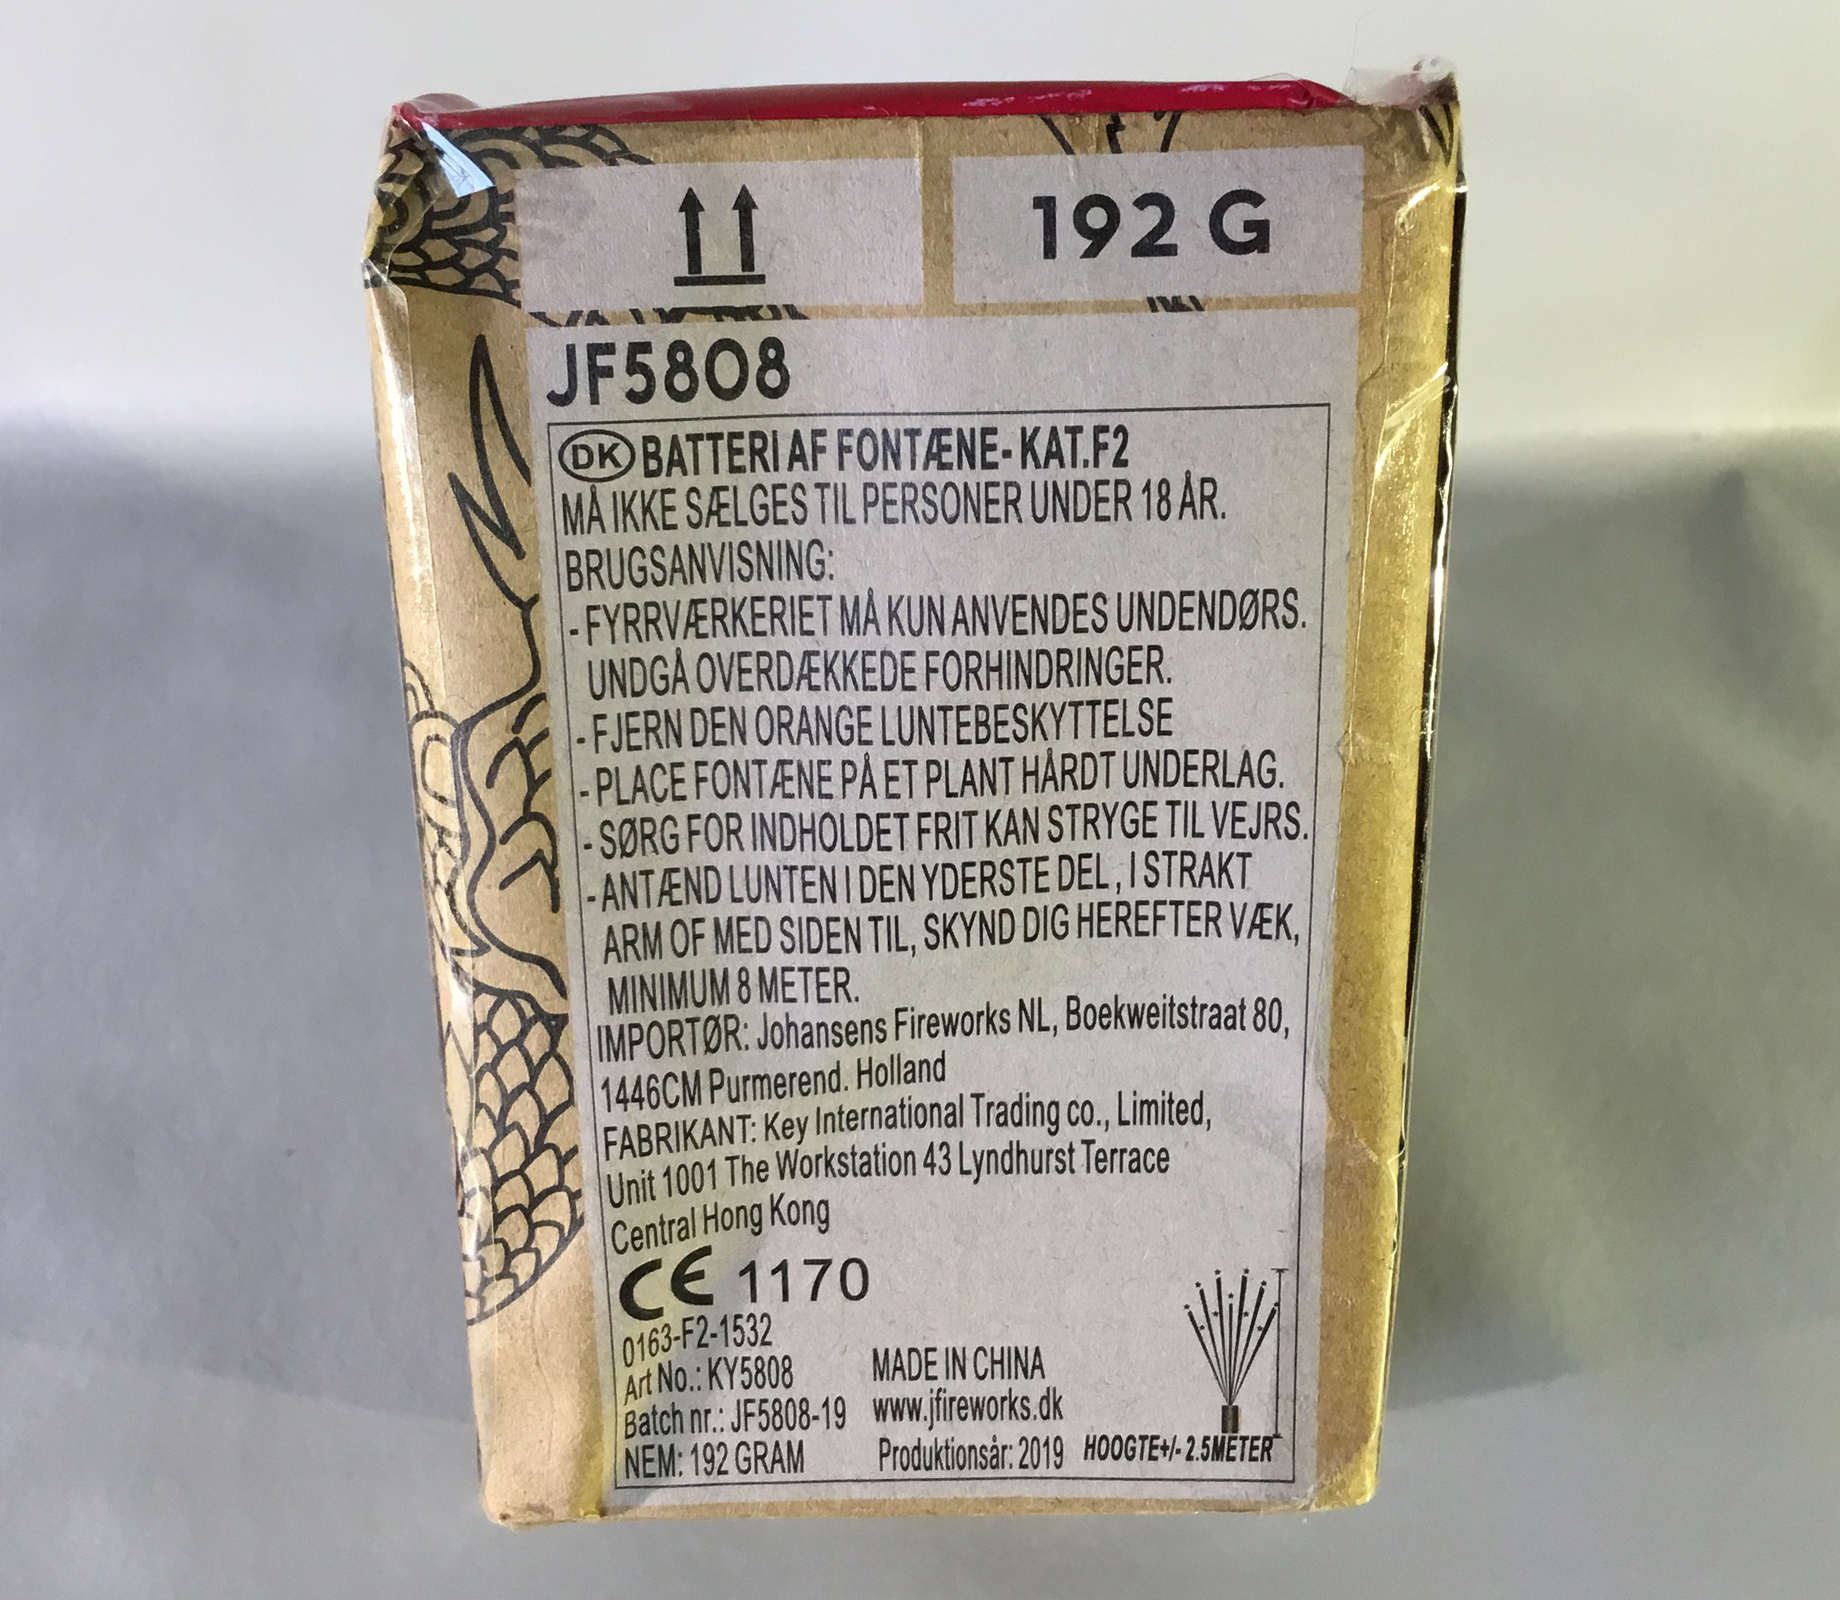 192 G
JF5808
DK BATTERI AF FONTÆNE- KAT.F2
MÅ IKKE SÆLGES TIL PERSONER UNDER 18 ÅR.
BRUGSANVISNING:
- FYRRVÆRKERIET MÅ KUN ANVENDES UNDENDØRS.
UNDGÅ OVERDÆKKEDE FORHINDRINGER.
- FJERN DEN ORANGE LUNTEBESKYTTELSE
- PLACE FONTÆNE PÅ ET PLANT HÅRDT UNDERLAG.
- SØRG FOR INDHOLDET FRIT KAN STRYGE TIL VEJRS.
- ANTÆND LUNTEN I DEN YDERSTE DEL, I STRAKT
ARM OF MED SIDEN TIL, SKYND DIG HEREFTER VÆK,
MINIMUM 8 METER.
IMPORTØR: Johansens Fireworks NL, Boekweitstraat 80,
1446CM Purmerend. Holland
FABRIKANT: Key International Trading co., Limited,
Unit 1001 The Workstation 43 Lyndhurst Terrace
Central Hong Kong
CE 1170
0163-F2-1532
Art No.: KY5808 MADE IN CHINA
Batch nr.: JF5808-19 www.jfireworks.dk
NEM: 192 GRAM Produktionsår: 2019 HOOGTE+/- 2.5METER